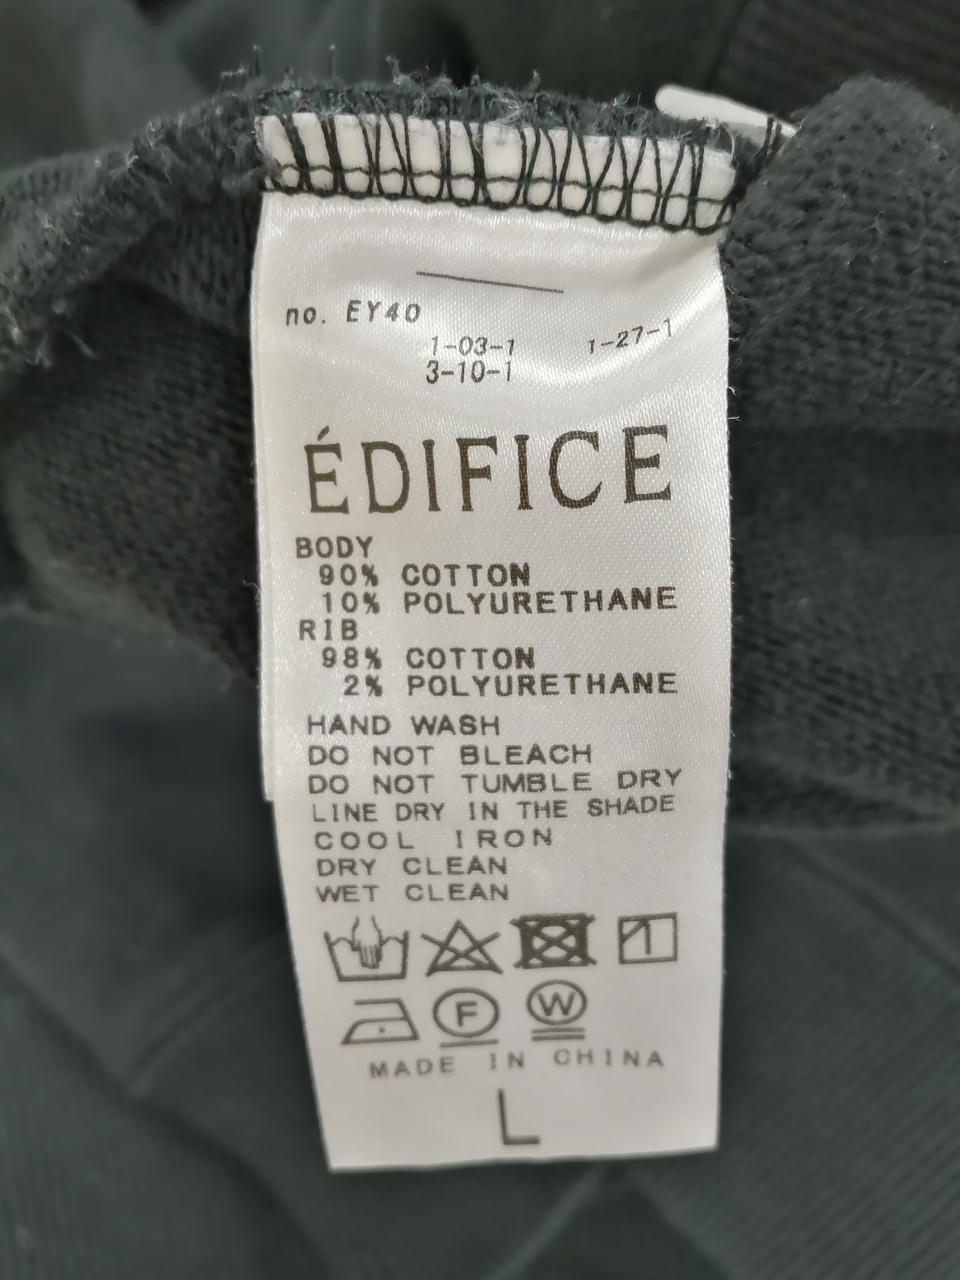 no. EY40
1-03-1 1-27-1
3-10-1
ÉDIFICE
BODY
90% COTTON
10% POLYURETHANE
RIB
98% COTTON
2% POLYURETHANE
HAND WASH
DO NOT BLEACH
DO NOT TUMBLE DRY
LINE DRY IN THE SHADE
COOL IRON
DRY CLEAN
WET CLEAN
F W
MADE IN CHINA
L